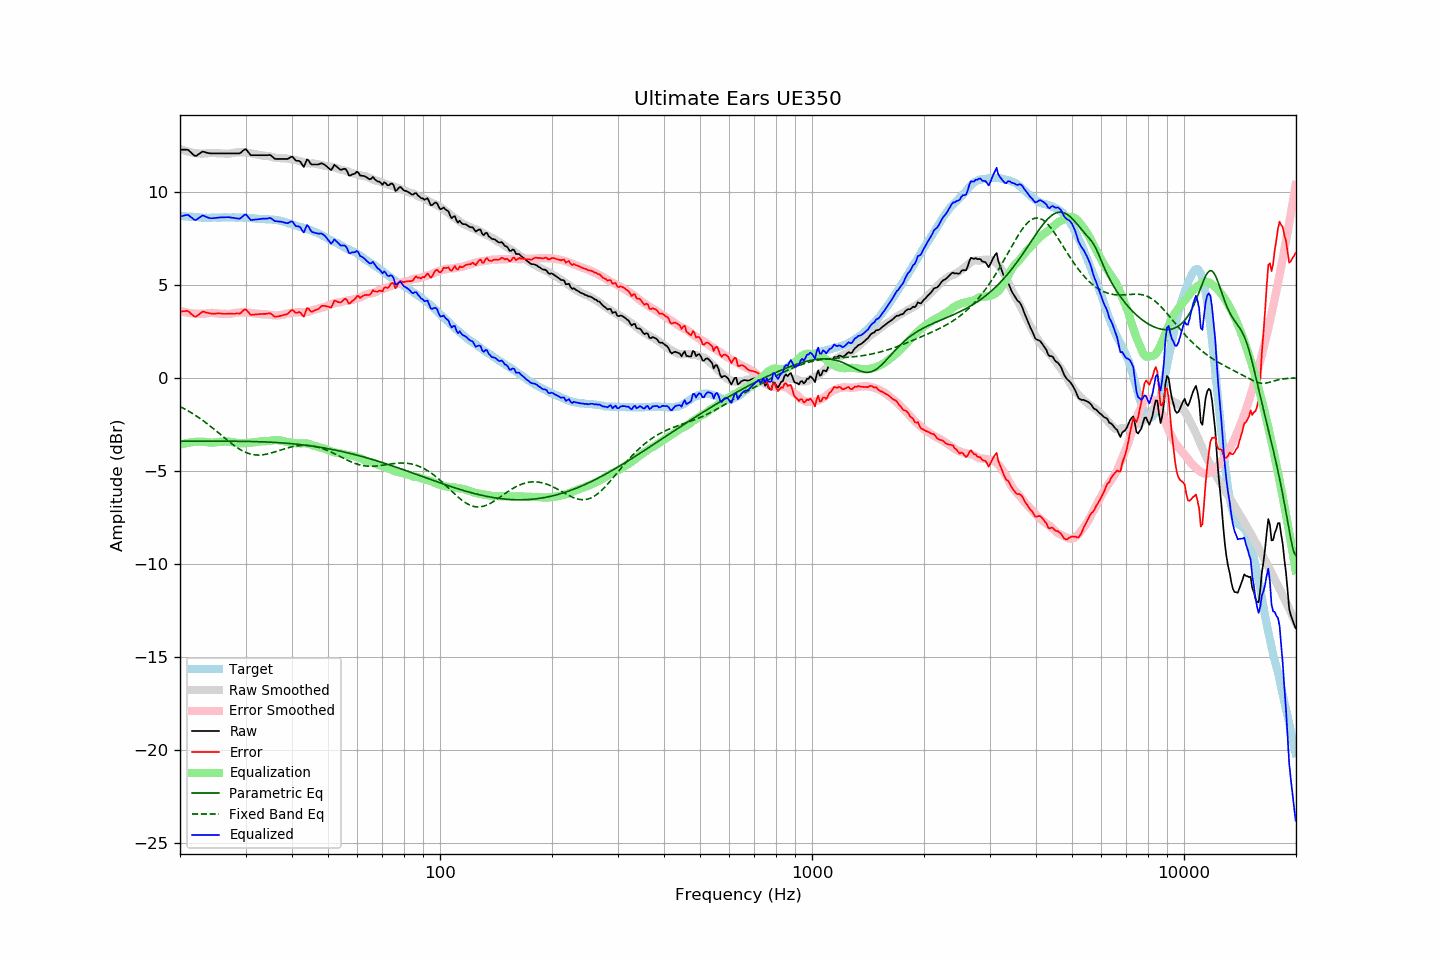 Ultimate Ears UE350
Amplitude (dBr)
10
5
0
−5
−10
−15
−20
−25
Target
Raw Smoothed
Error Smoothed
Raw
Error
Equalization
Parametric Eq
Fixed Band Eq
Equalized
100
1000
10000
Frequency (Hz)